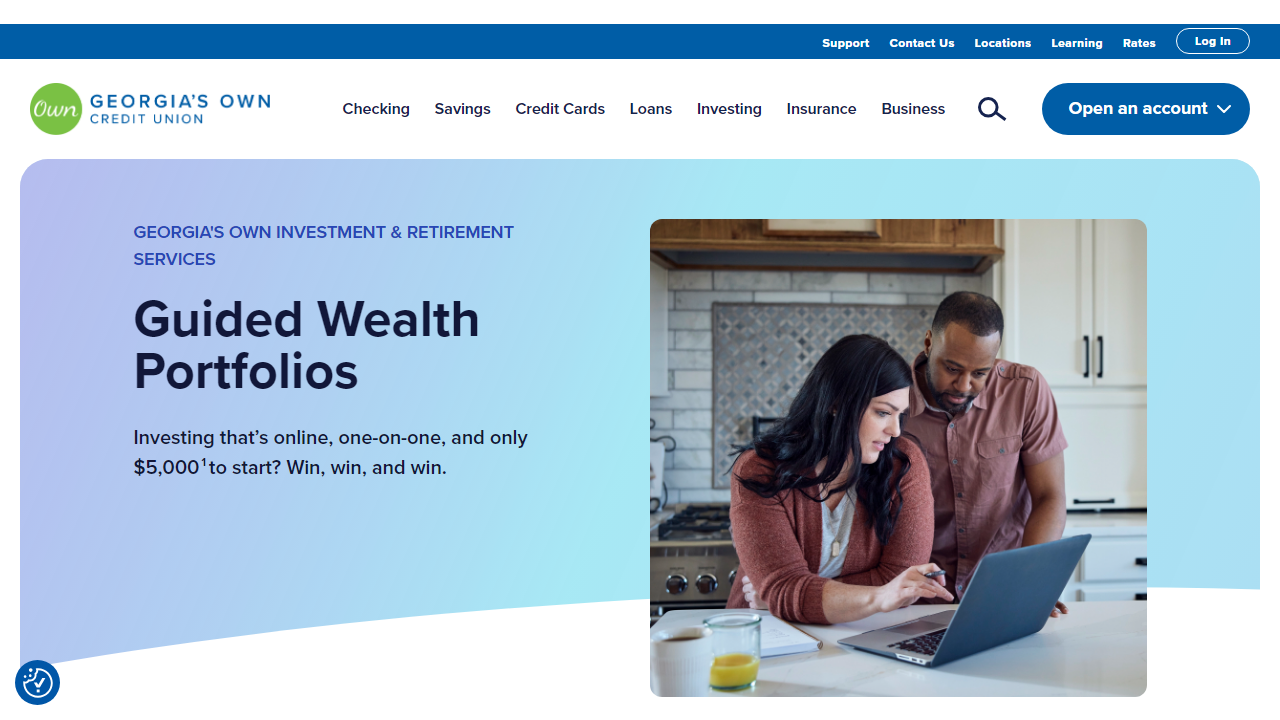 Support Contact Us Locations Learning Rates Log In
Own GEORGIA'S OWN
CREDIT UNION
Checking Savings Credit Cards Loans Investing Insurance Business Open an account
GEORGIA'S OWN INVESTMENT & RETIREMENT
SERVICES
Guided Wealth
Portfolios
Investing that's online, one-on-one, and only
$5,000¹ to start? Win, win, and win.